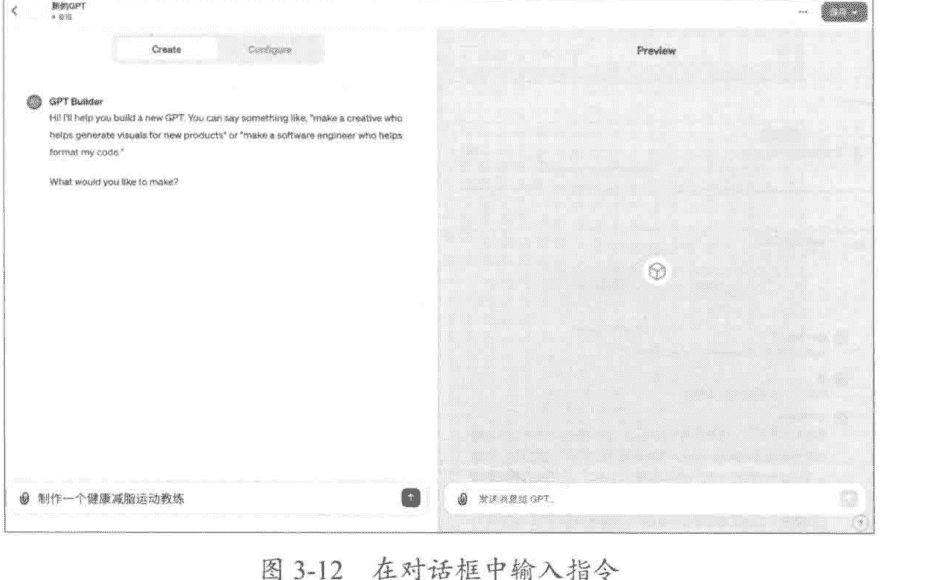 新的GPT
• 草稿
保存
Create
Configure
Preview
GPT Builder
Hi! I'll help you build a new GPT. You can say something like, "make a creative who
helps generate visuals for new products" or "make a software engineer who helps
format my code."
What would you like to make?
制作一个健康减脂运动教练
发送消息给 GPT...
图 3-12 在对话框中输入指令